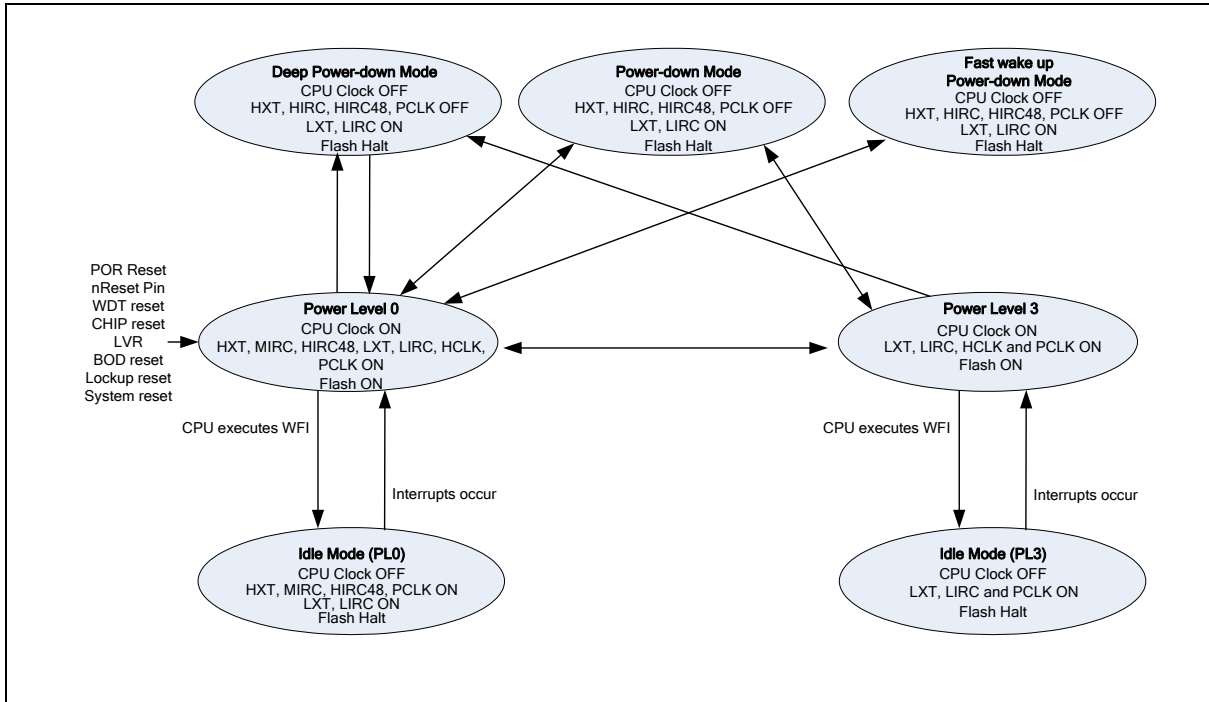 Deep Power-down Mode
CPU Clock OFF
HXT, HIRC, HIRC48, PCLK OFF
LXT, LIRC ON
Flash Halt
Power-down Mode
CPU Clock OFF
HXT, HIRC, HIRC48, PCLK OFF
LXT, LIRC ON
Flash Halt
Fast wake up
Power-down Mode
CPU Clock OFF
HXT, HIRC, HIRC48, PCLK OFF
LXT, LIRC ON
Flash Halt
POR Reset
nReset Pin
WDT reset
CHIP reset
LVR
BOD reset
Lockup reset
System reset
Power Level 0
CPU Clock ON
HXT, MIRC, HIRC48, LXT, LIRC, HCLK,
PCLK ON
Flash ON
Power Level 3
CPU Clock ON
LXT, LIRC, HCLK and PCLK ON
Flash ON
CPU executes WFI
Interrupts occur
CPU executes WFI
Interrupts occur
Idle Mode (PL0)
CPU Clock OFF
HXT, MIRC, HIRC48, PCLK ON
LXT, LIRC ON
Flash Halt
Idle Mode (PL3)
CPU Clock OFF
LXT, LIRC and PCLK ON
Flash Halt